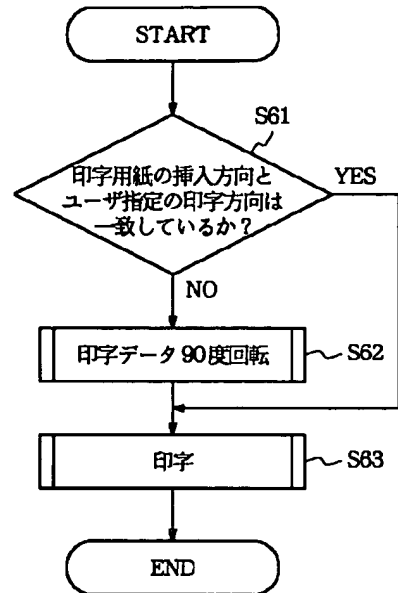 START
S61
印字用紙の挿入方向と
ユーザ指定の印字方向は
一致しているか？
YES
NO
印字データ90度回転
S62
印字
S63
END